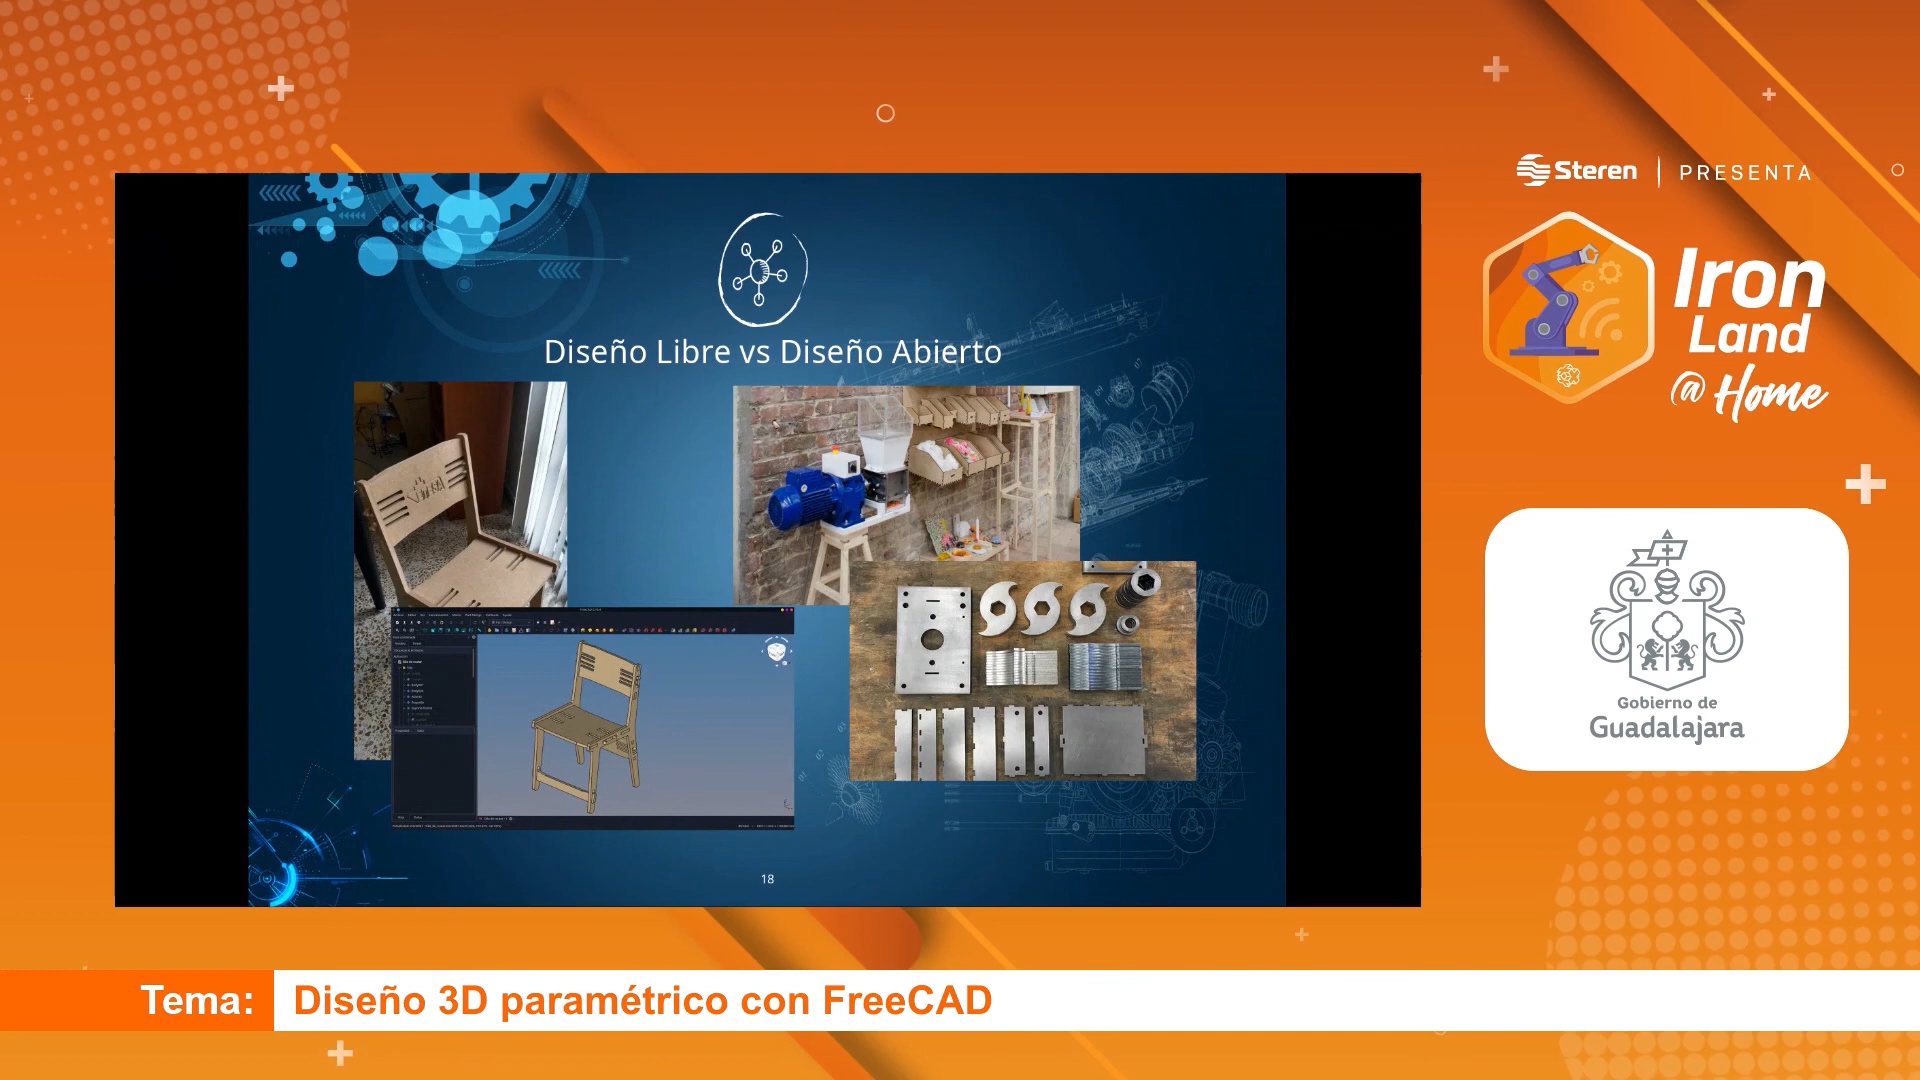 Steren | PRESENTA
Iron
Land
@ Home
Diseño Libre vs Diseño Abierto
18
Gobierno de
Guadalajara
Tema:
Diseño 3D paramétrico con FreeCAD